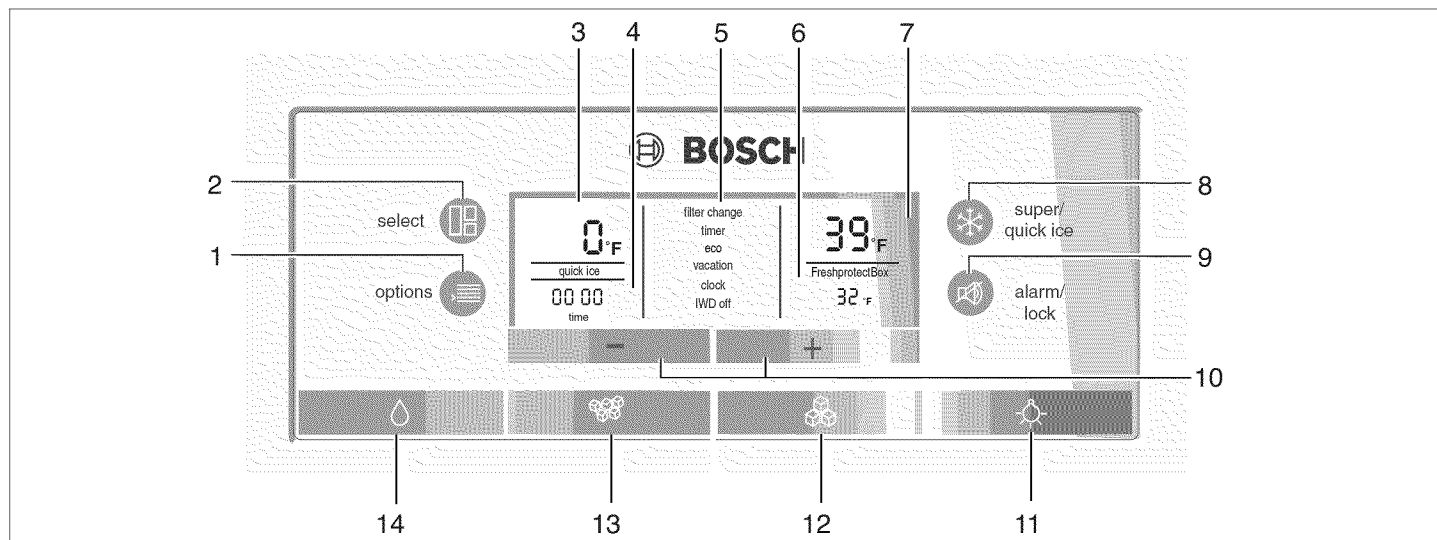 3 4 5 6 7
BOSCH
2 8
select
filter change
super/
quick ice
0°F
timer
39°F
eco
1 9
quick ice
vacation
FreshprotectBox
options
00 00
clock
32 °F
alarm/
lock
time
IWD off
- +
10
14 13 12 11